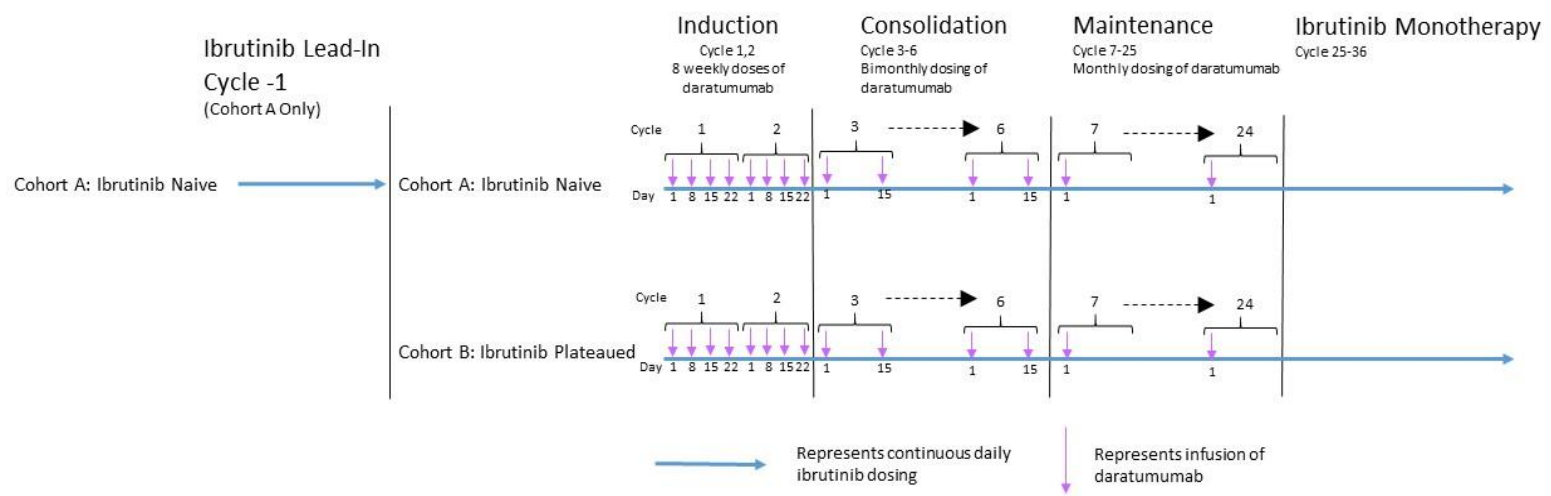 Ibrutinib Lead-In
Cycle -1
(Cohort A Only)
Induction
Cycle 1,2
8 weekly doses of
daratumumab
Consolidation
Cycle 3-6
Bimonthly dosing of
daratumumab
Maintenance
Cycle 7-25
Monthly dosing of daratumumab
Ibrutinib Monotherapy
Cycle 25-36
Cycle 1 2 3 6 7 24
Cohort A: Ibrutinib Naive
Cohort A: Ibrutinib Naive
Day 1 8 15 22 1 8 15 22 1 15 1 15 1 1
Cycle 1 2 3 6 7 24
Cohort B: Ibrutinib Plateaued
Day 1 8 15 22 1 8 15 22 1 15 1 15 1 1
Represents continuous daily
ibrutinib dosing
Represents infusion of
daratumumab